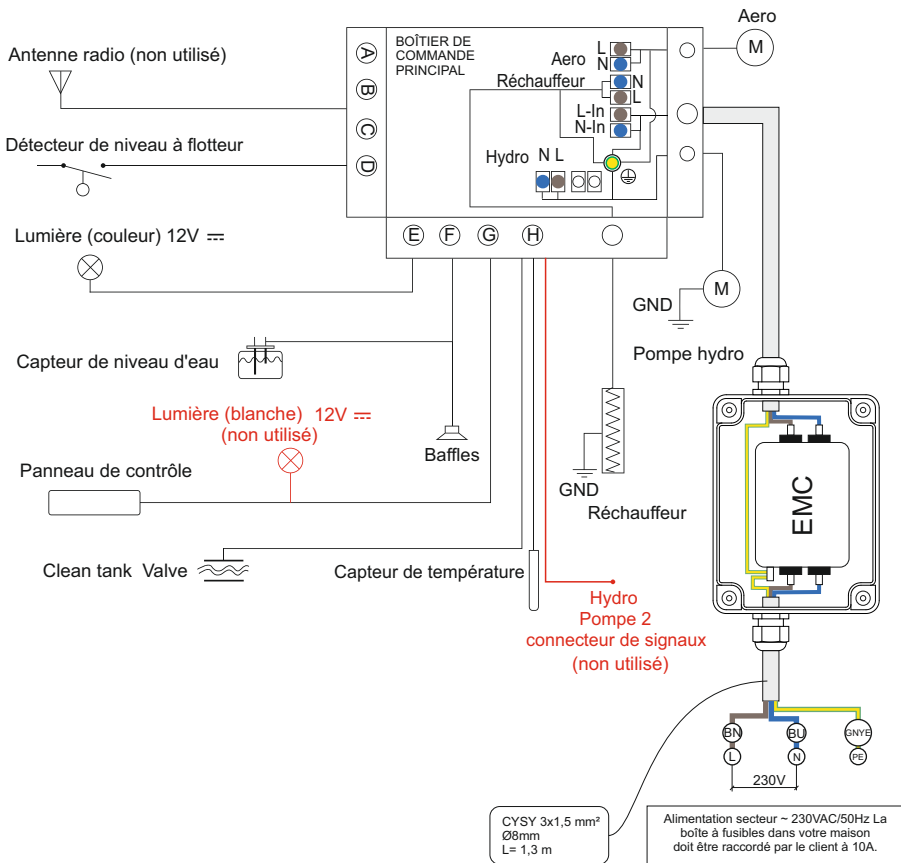 Aero
M
BOÎTIER DE
COMMANDE
PRINCIPAL
A
B
C
D
Aero
L
N
Réchauffeur
N
L
L-In
N-In
Hydro N L
Antenne radio (non utilisé)
Détecteur de niveau à flotteur
E
F
G
H
Lumière (couleur) 12V
GND
M
Pompe hydro
Capteur de niveau d'eau
Lumière (blanche) 12V
(non utilisé)
Baffles
GND
Réchauffeur
Panneau de contrôle
EMC
Clean tank Valve
Capteur de température
Hydro
Pompe 2
connecteur de signaux
(non utilisé)
BN
BU
GNYE
L
N
PE
230V
CYSY 3x1,5 mm²
Ø8mm
L= 1,3 m
Alimentation secteur ~ 230VAC/50Hz La
boîte à fusibles dans votre maison
doit être raccordé par le client à 10A.